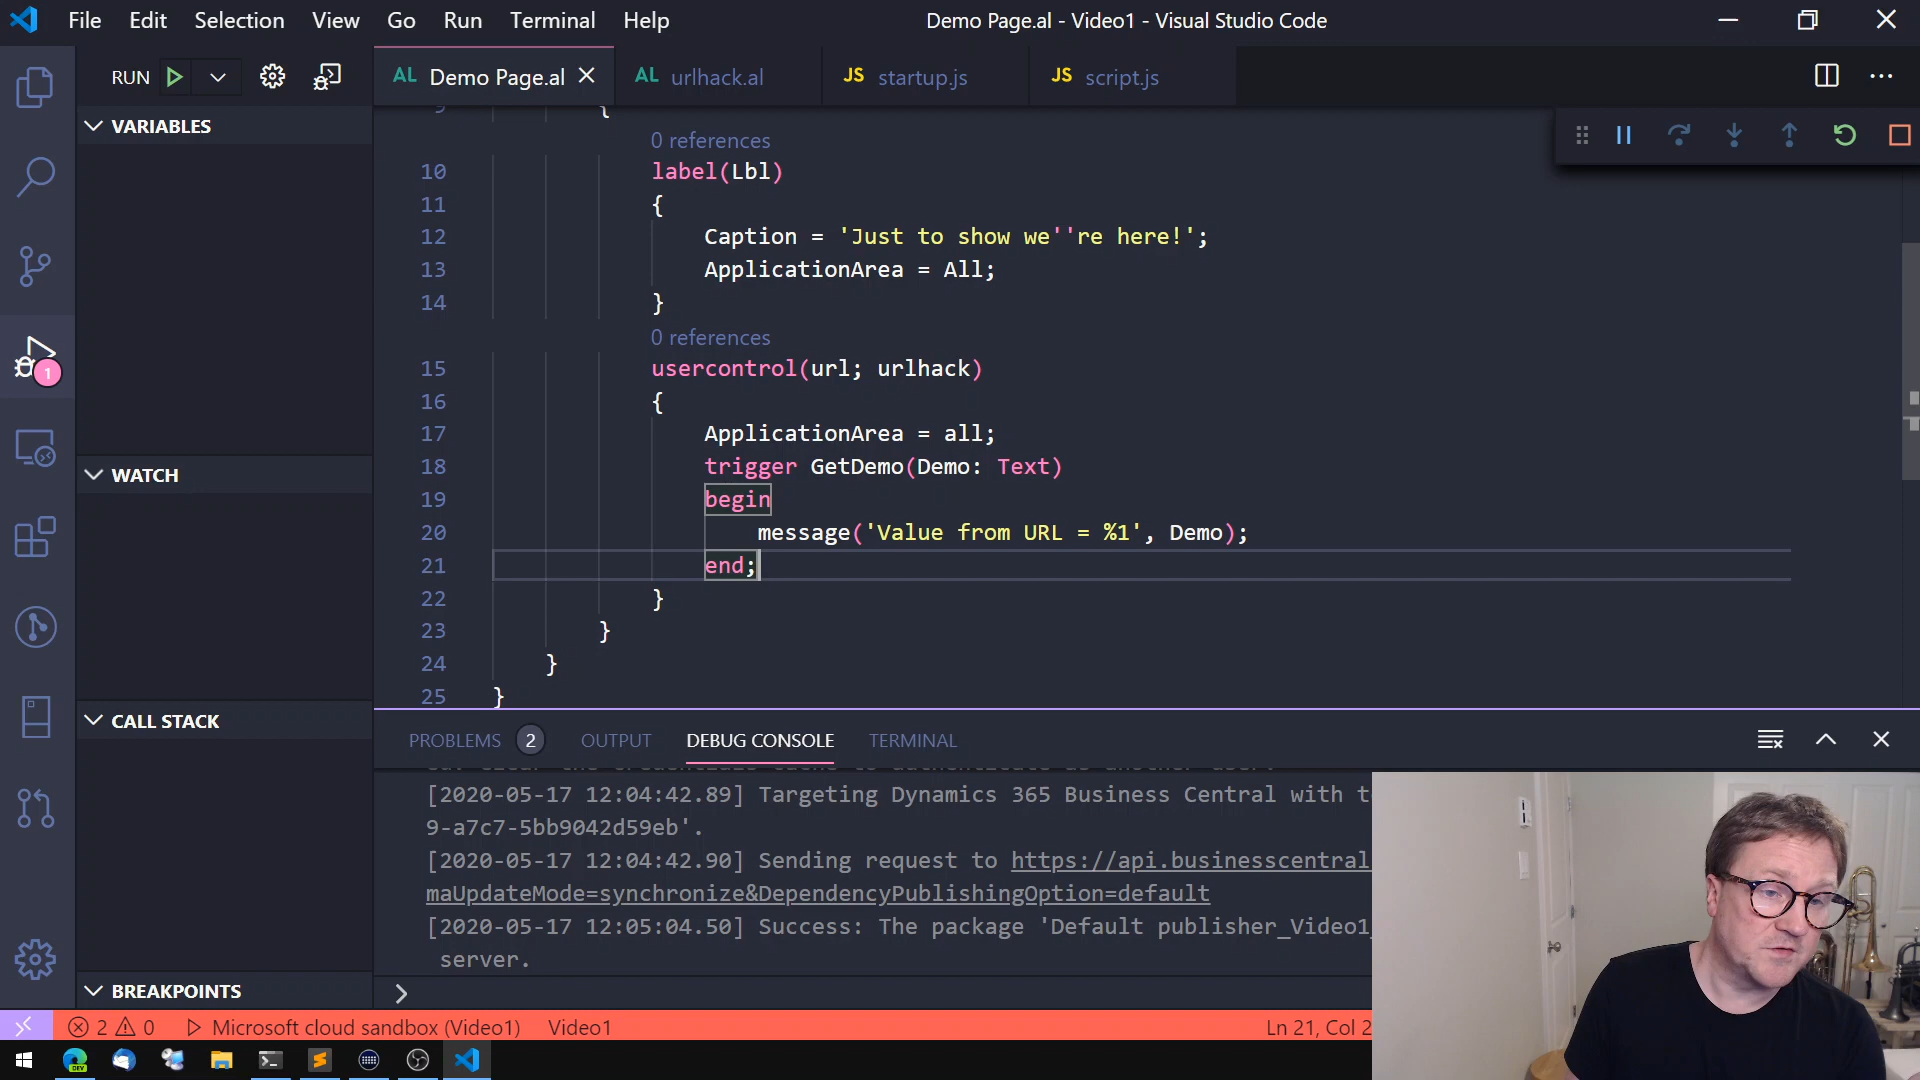 File Edit Selection View Go Run Terminal Help
Demo Page.al - Video1 - Visual Studio Code
RUN
AL Demo Page.al
AL urlhack.al
JS startup.js
JS script.js
VARIABLES
WATCH
CALL STACK
BREAKPOINTS
1
9 {
0 references
10 label(Lbl)
11 {
12 Caption = 'Just to show we''re here!';
13 ApplicationArea = All;
14 }
0 references
15 usercontrol(url; urlhack)
16 {
17 ApplicationArea = all;
18 trigger GetDemo(Demo: Text)
19 begin
20 message('Value from URL = %1', Demo);
21 end;
22 }
23 }
24 }
25 }
PROBLEMS 2 OUTPUT DEBUG CONSOLE TERMINAL
[2020-05-17 12:04:42.89] Targeting Dynamics 365 Business Central with t
9-a7c7-5bb9042d59eb'.
[2020-05-17 12:04:42.90] Sending request to https://api.businesscentral
maUpdateMode=synchronize&DependencyPublishingOption=default
[2020-05-17 12:05:04.50] Success: The package 'Default publisher_Video1_
server.
2 0 Microsoft cloud sandbox (Video1) Video1
Ln 21, Col 2
DEV